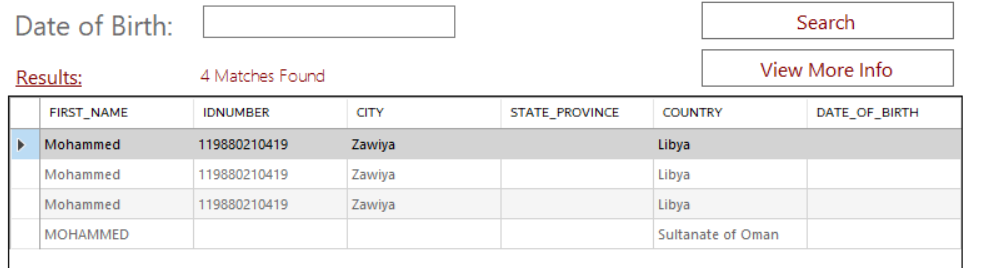 Date of Birth: Search
Results: 4 Matches Found View More Info
FIRST_NAME IDNUMBER CITY STATE_PROVINCE COUNTRY DATE_OF_BIRTH
Mohammed 119880210419 Zawiya Libya
Mohammed 119880210419 Zawiya Libya
Mohammed 119880210419 Zawiya Libya
MOHAMMED Sultanate of Oman